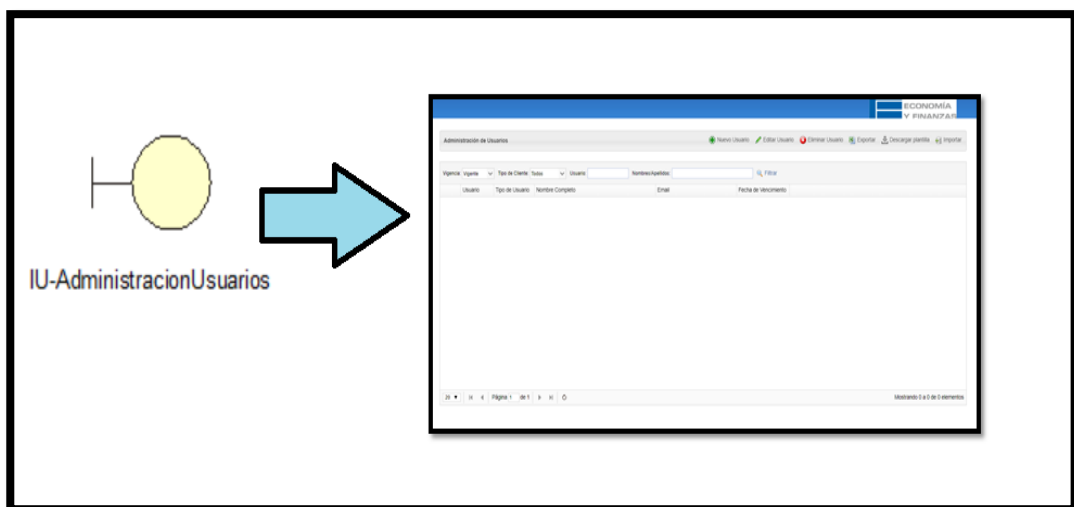 IU-AdministracionUsuarios
ECONOMÍA
Y FINANZAS
Administración de Usuarios
Nuevo Usuario Editar Usuario Eliminar Usuario Exportar Descargar plantilla Importar
Vigencia: Vigente Tipo de Cliente: Todos Usuario: Nombres/Apellidos: Filtrar
Usuario Tipo de Usuario Nombre Completo Email Fecha de Vencimiento
Página 1 de 1 Mostrando 0 a 0 de 0 elementos